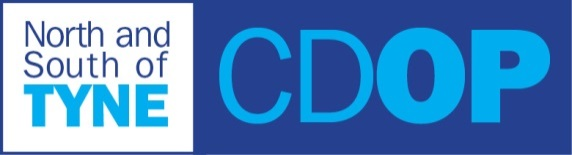 North and
South of
TYNE
CDOP